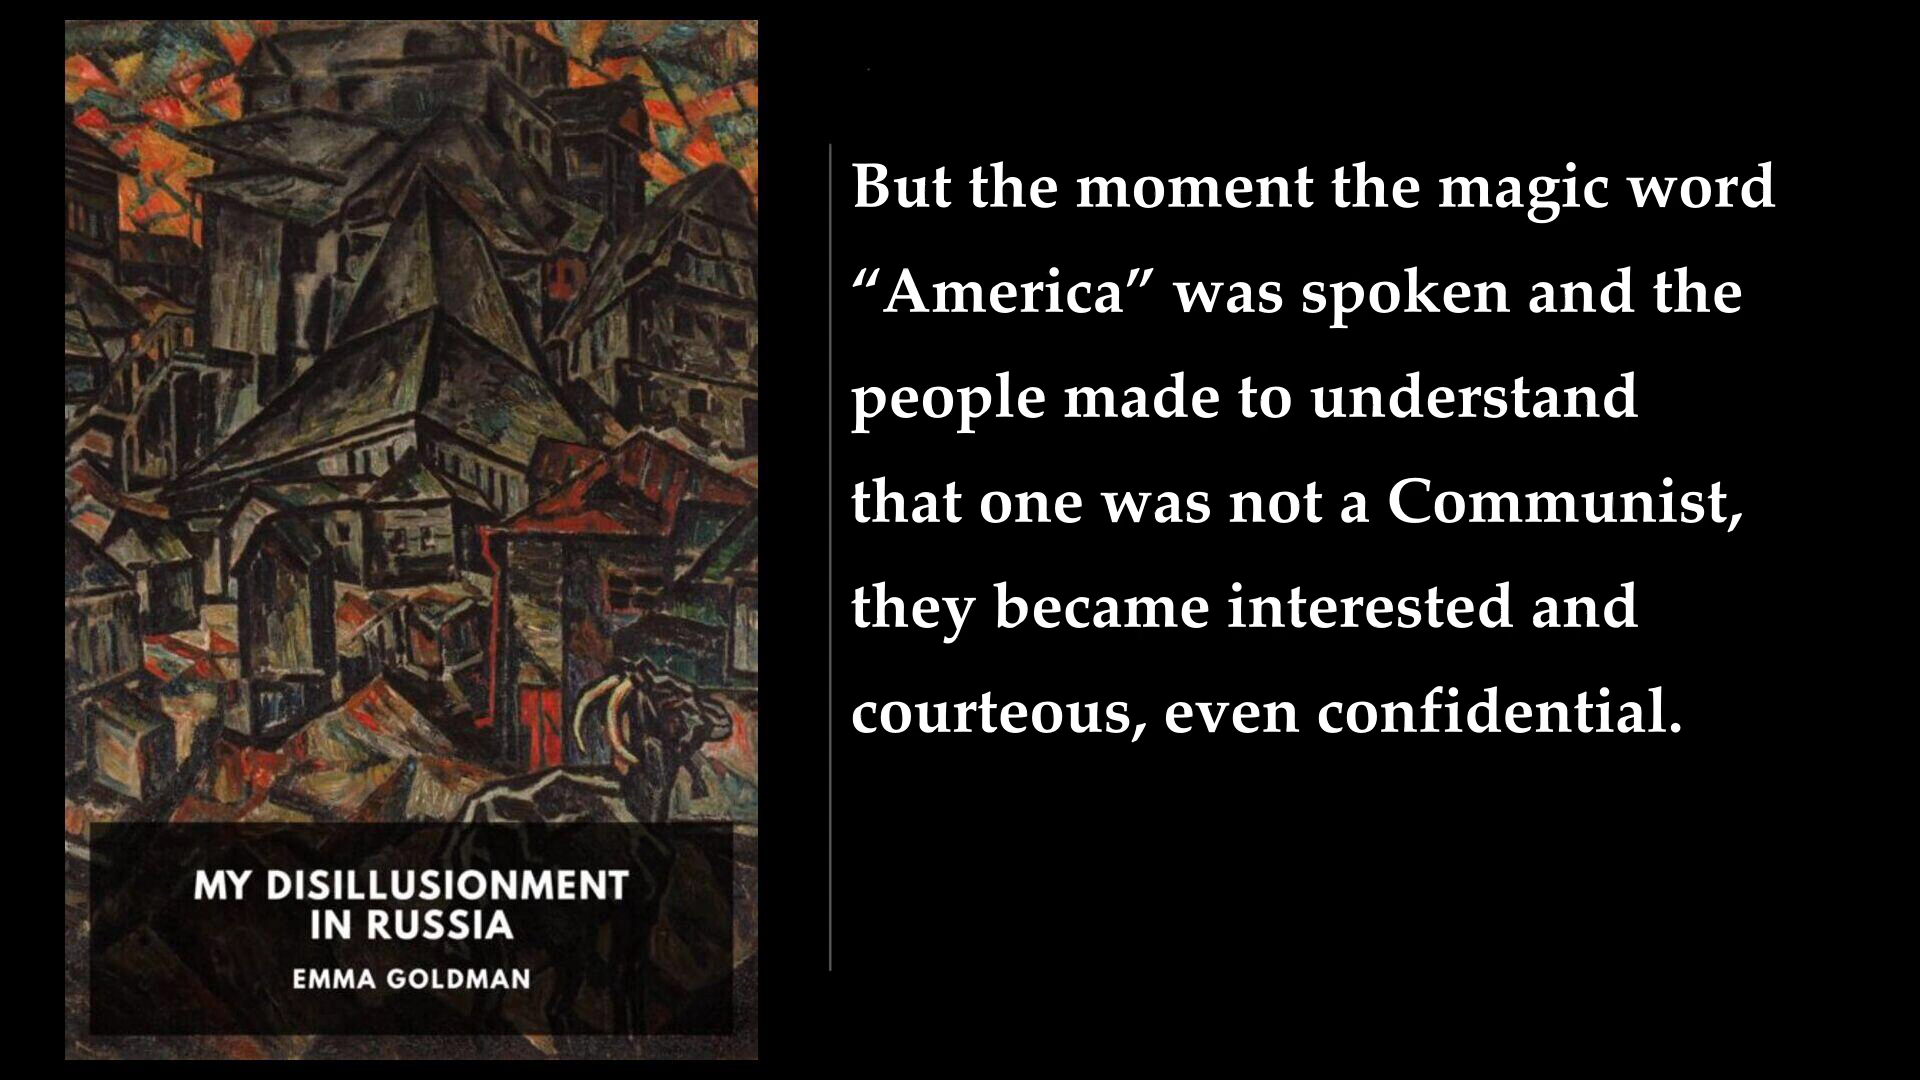 MY DISILLUSIONMENT
IN RUSSIA
EMMA GOLDMAN
But the moment the magic word
“America” was spoken and the
people made to understand
that one was not a Communist,
they became interested and
courteous, even confidential.